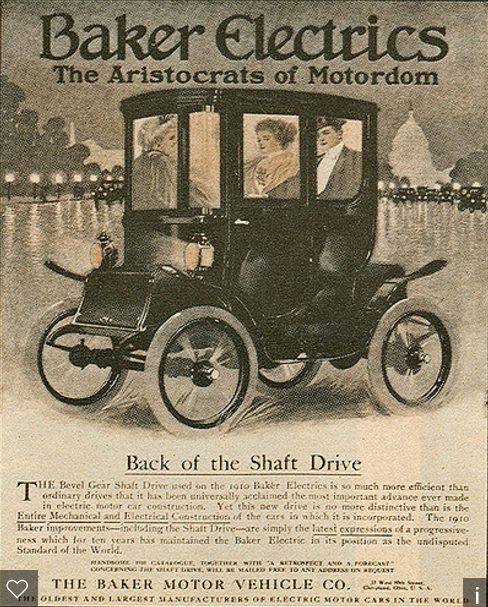 Baker Electrics
The Aristocrats of Motordom
Back of the Shaft Drive
THE Bevel Gear Shaft Drive used on the 1910 Baker Electrics is so much more efficient than
ordinary drives that it has been universally acclaimed the most important advance ever made
in electric motor car construction. Yet this new drive is no more distinctive than is the
Entire Mechanical and Electrical Construction of the cars in which it is incorporated. The 1910
Baker improvements—including the Shaft Drive—are simply the latest expressions of a progressive-
ness which for ten years has maintained the Baker Electric in its position as the undisputed
Standard of the World.
HANDSOME 1910 CATALOGUE, TOGETHER WITH "A RETROSPECT AND A FORECAST"
CONCERNING THE SHAFT DRIVE, WILL BE MAILED FREE TO ANY ADDRESS ON REQUEST
THE BAKER MOTOR VEHICLE CO.
West 80th Street,
Cleveland, Ohio, U. S. A.
THE OLDEST AND LARGEST MANUFACTURERS OF ELECTRIC MOTOR CARS IN THE WORLD
i